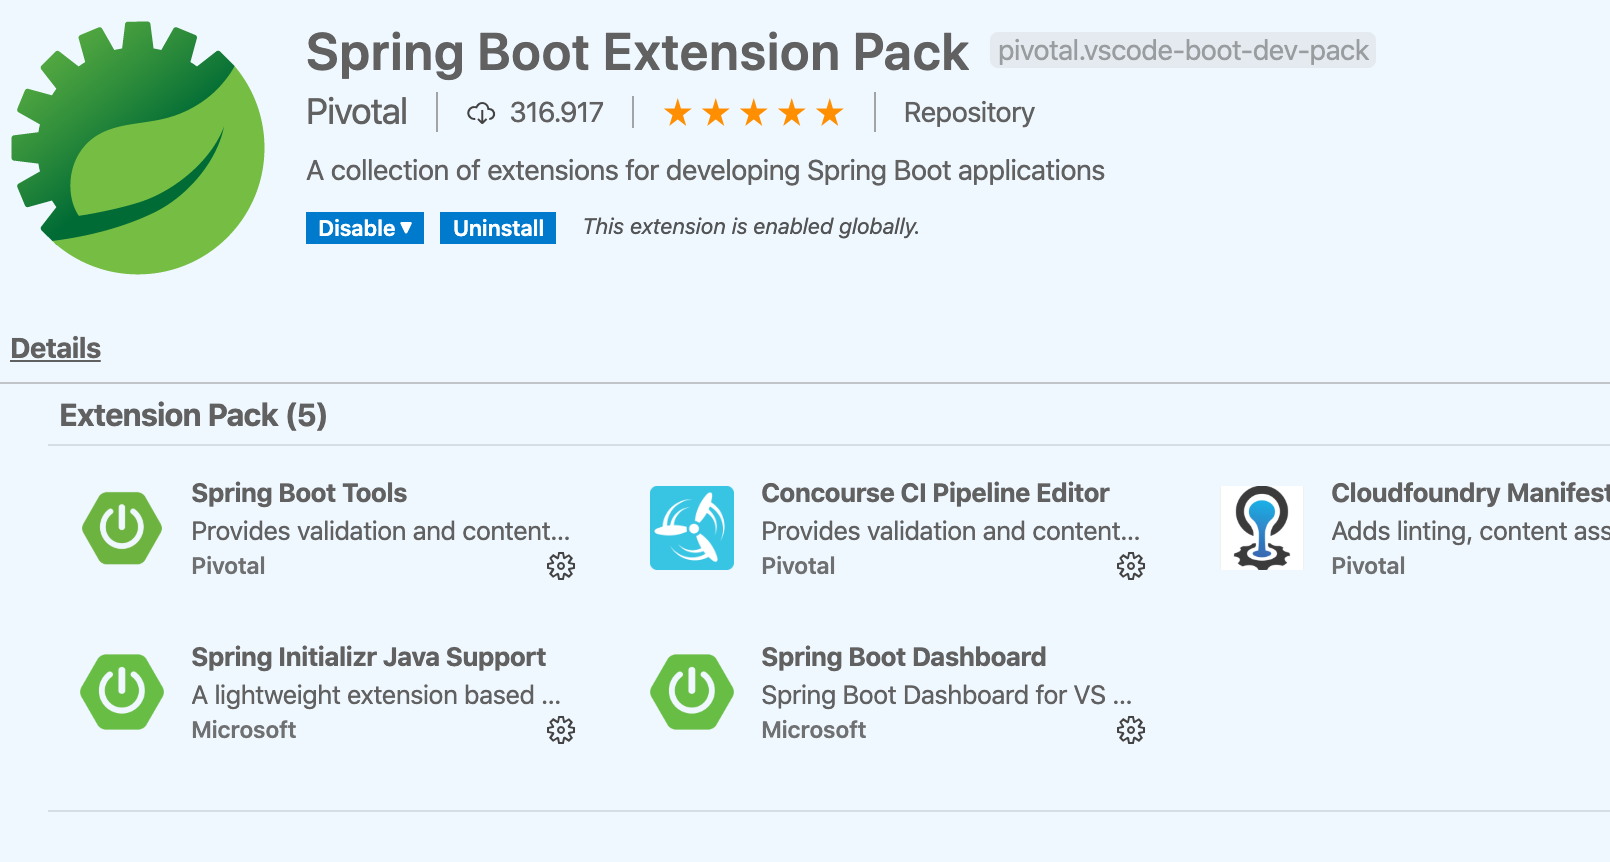 Spring Boot Extension Pack pivotal.vscode-boot-dev-pack
Pivotal 316.917 Repository
A collection of extensions for developing Spring Boot applications
Disable Uninstall This extension is enabled globally.
Details
Extension Pack (5)
Spring Boot Tools
Provides validation and content...
Pivotal
Concourse CI Pipeline Editor
Provides validation and content...
Pivotal
Cloudfoundry Manifest
Adds linting, content ass
Pivotal
Spring Initializr Java Support
A lightweight extension based ...
Microsoft
Spring Boot Dashboard
Spring Boot Dashboard for VS ...
Microsoft